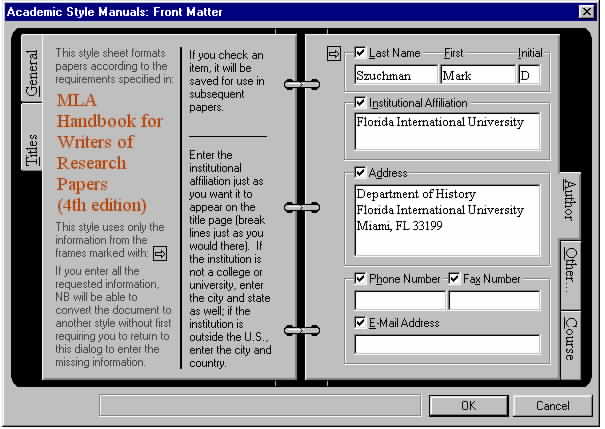 Academic Style Manuals: Front Matter
General
Titles
This style sheet formats
papers according to the
requirements specified in:
MLA
Handbook for
Writers of
Research
Papers
(4th edition)
This style uses only the
information from the
frames marked with:
If you enter all the
requested information,
NB will be able to
convert the document to
another style without first
requiring you to return to
this dialog to enter the
missing information.
If you check an
item, it will be
saved for use in
subsequent
papers.
Enter the
institutional
affiliation just as
you want it to
appear on the
title page (break
lines just as you
would there). If
the institution is
not a college or
university, enter
the city and state
as well; if the
institution is
outside the U.S.,
enter the city and
country.
Last Name First Initial
Szuchman Mark D
Institutional Affiliation
Florida International University
Address
Department of History
Florida International University
Miami, FL 33199
Phone Number Fax Number
E-Mail Address
Author
Other...
Course
OK Cancel